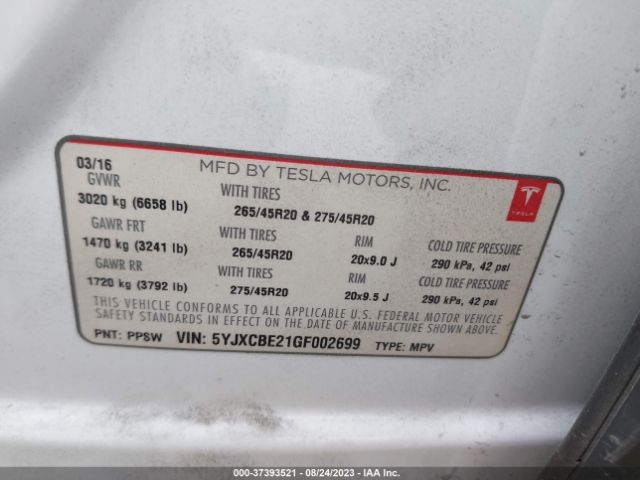 03/16 MFD BY TESLA MOTORS, INC.
GVWR WITH TIRES
3020 kg (6658 lb) 265/45R20 & 275/45R20
TESLA
GAWR FRT WITH TIRES RIM COLD TIRE PRESSURE
1470 kg (3241 lb) 265/45R20 20x9.0 J 290 kPa, 42 psi
GAWR RR WITH TIRES RIM COLD TIRE PRESSURE
1720 kg (3792 lb) 275/45R20 20x9.5 J 290 kPa, 42 psi
THIS VEHICLE CONFORMS TO ALL APPLICABLE U.S. FEDERAL MOTOR VEHICLE
SAFETY STANDARDS IN EFFECT ON THE DATE OF MANUFACTURE SHOWN ABOVE.
PNT: PPSW VIN: 5YJXCBE21GF002699 TYPE: MPV
000-37393521 - 08/24/2023 - IAA Inc.